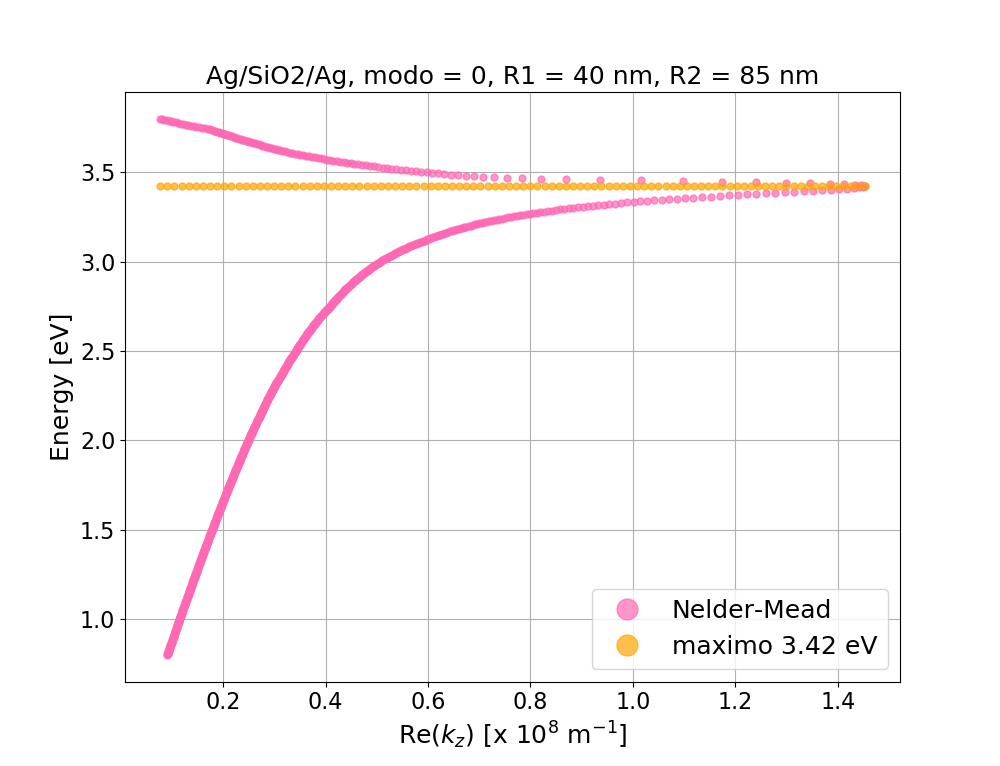 Ag/SiO2/Ag, modo = 0, R1 = 40 nm, R2 = 85 nm
3.5
3.0
2.5
2.0
1.5
1.0
Energy [eV]
Nelder-Mead
maximo 3.42 eV
0.2 0.4 0.6 0.8 1.0 1.2 1.4
Re(k_z) [x 10^8 m^{-1}]